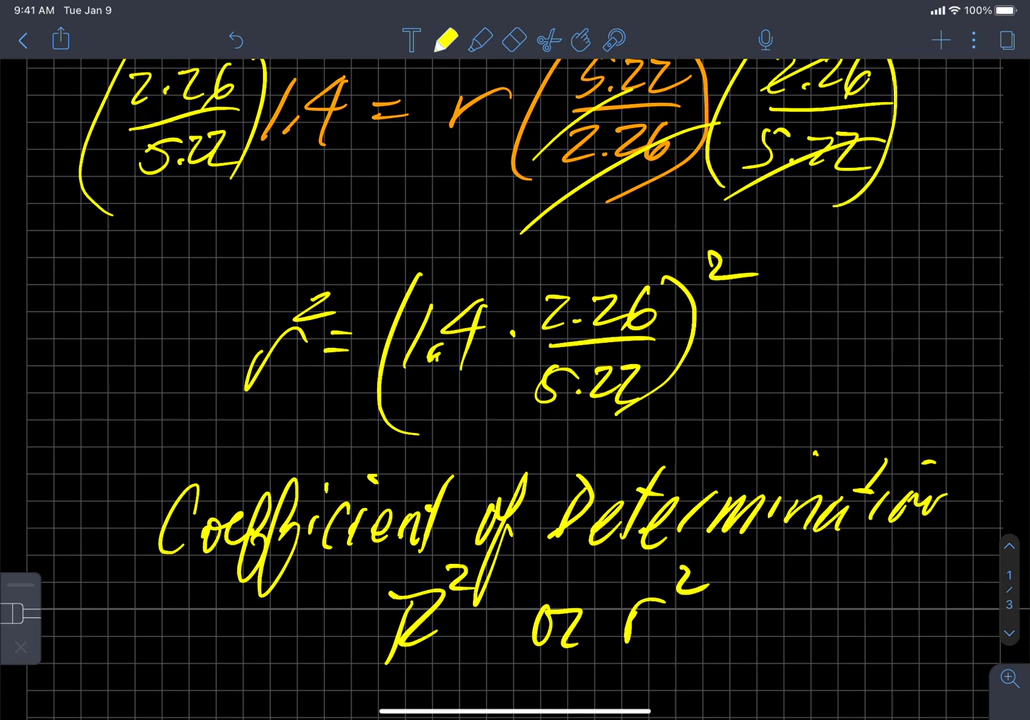 9:41 AM Tue Jan 9 100%
(2.26/5.22) 1.4 = r (5.22/2.26) (2.26/5.22)
r² = (1.4 · 2.26/5.22)²
Coefficient of Determination
R² or r²
1
/
3